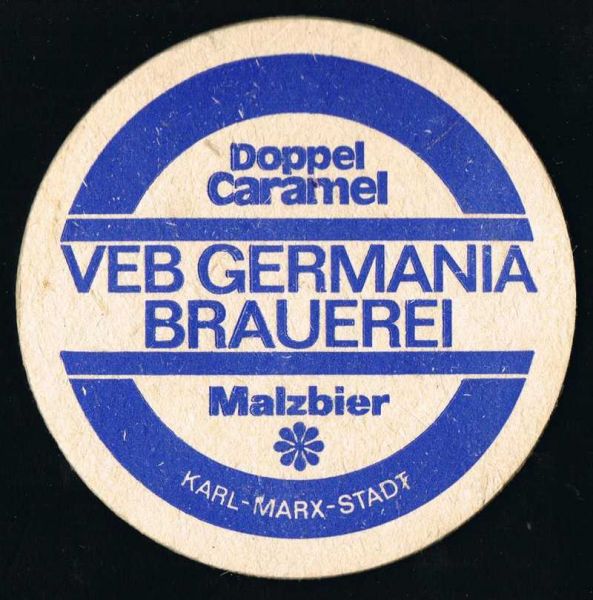 Doppel
Caramel
VEB GERMANIA
BRAUEREI
Malzbier
KARL-MARX-STADT